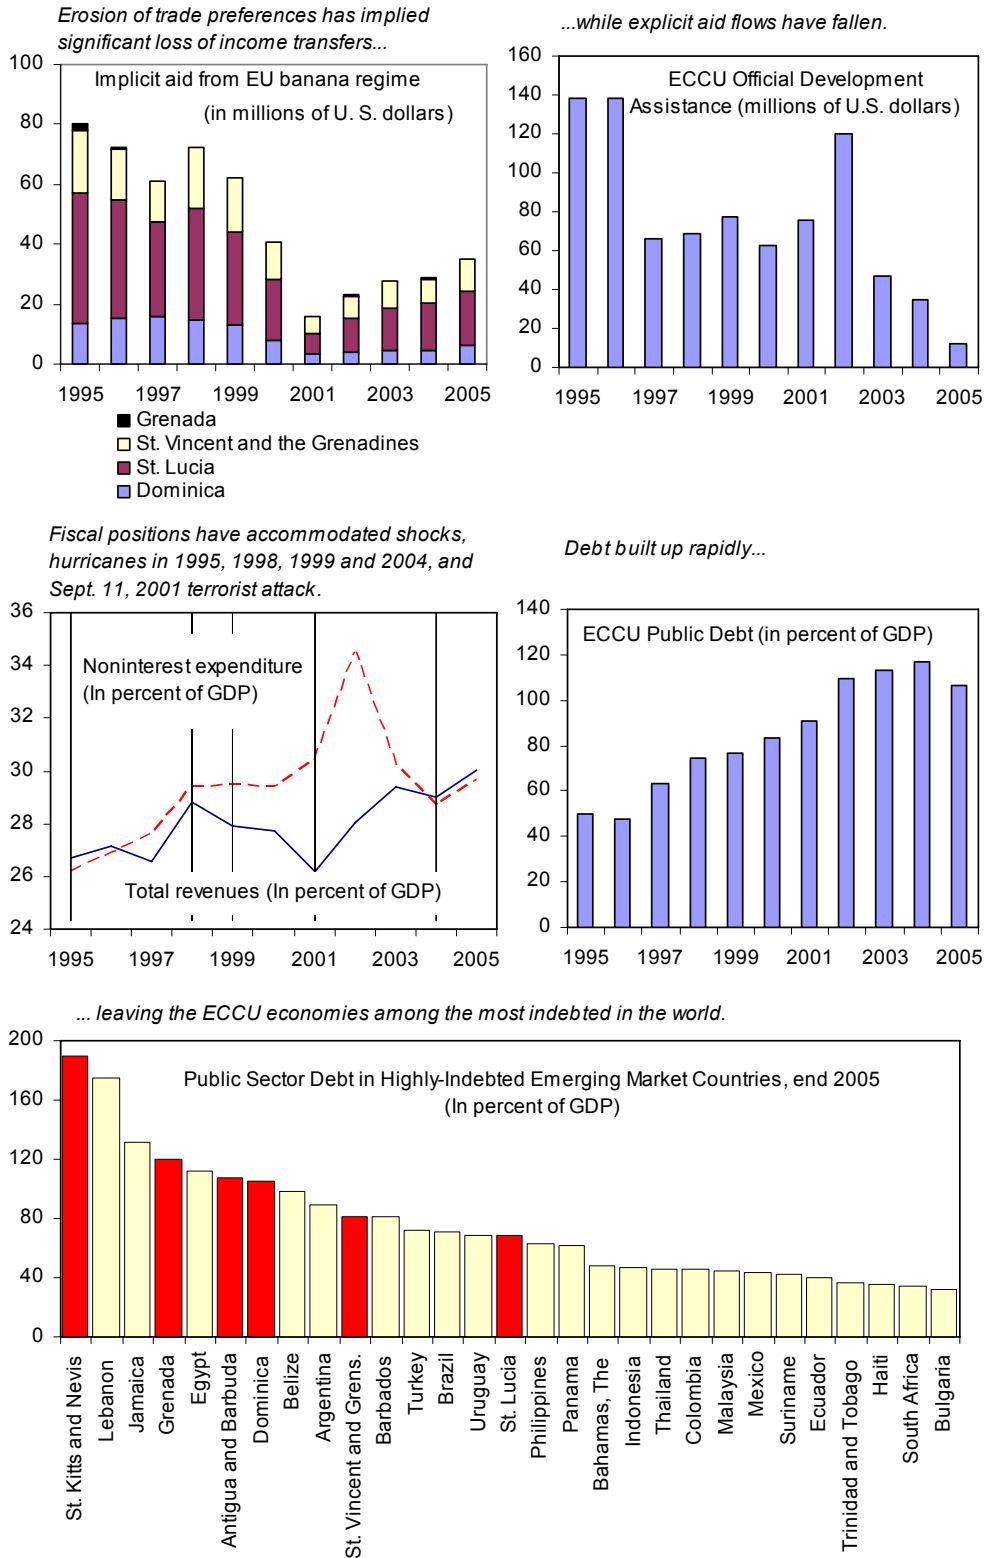 Erosion of trade preferences has implied
significant loss of income transfers...
100
80
60
40
20
0
Implicit aid from EU banana regime
(in millions of U. S. dollars)
1995 1997 1999 2001 2003 2005
Grenada
St. Vincent and the Grenadines
St. Lucia
Dominica
...while explicit aid flows have fallen.
160
140
120
100
80
60
40
20
0
ECCU Official Development
Assistance (millions of U.S. dollars)
1995 1997 1999 2001 2003 2005
Fiscal positions have accommodated shocks,
hurricanes in 1995, 1998, 1999 and 2004, and
Sept. 11, 2001 terrorist attack.
36
34
32
30
28
26
24
Noninterest expenditure
(In percent of GDP)
Total revenues (In percent of GDP)
1995 1997 1999 2001 2003 2005
Debt built up rapidly...
140
120
100
80
60
40
20
0
ECCU Public Debt (in percent of GDP)
1995 1997 1999 2001 2003 2005
... leaving the ECCU economies among the most indebted in the world.
200
160
120
80
40
0
Public Sector Debt in Highly-Indebted Emerging Market Countries, end 2005
(In percent of GDP)
St. Kitts and Nevis
Lebanon
Jamaica
Grenada
Egypt
Antigua and Barbuda
Dominica
Belize
Argentina
St. Vincent and Grens.
Barbados
Turkey
Brazil
Uruguay
St. Lucia
Philippines
Panama
Bahamas, The
Indonesia
Thailand
Colombia
Malaysia
Mexico
Suriname
Ecuador
Trinidad and Tobago
Haiti
South Africa
Bulgaria